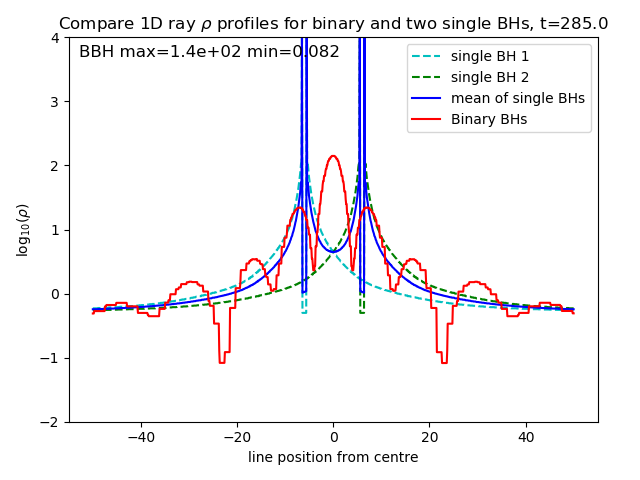 Compare 1D ray ρ profiles for binary and two single BHs, t=285.0
BBH max=1.4e+02 min=0.082
single BH 1
single BH 2
mean of single BHs
Binary BHs
4
3
2
1
0
−1
−2
log₁₀(ρ)
−40 −20 0 20 40
line position from centre